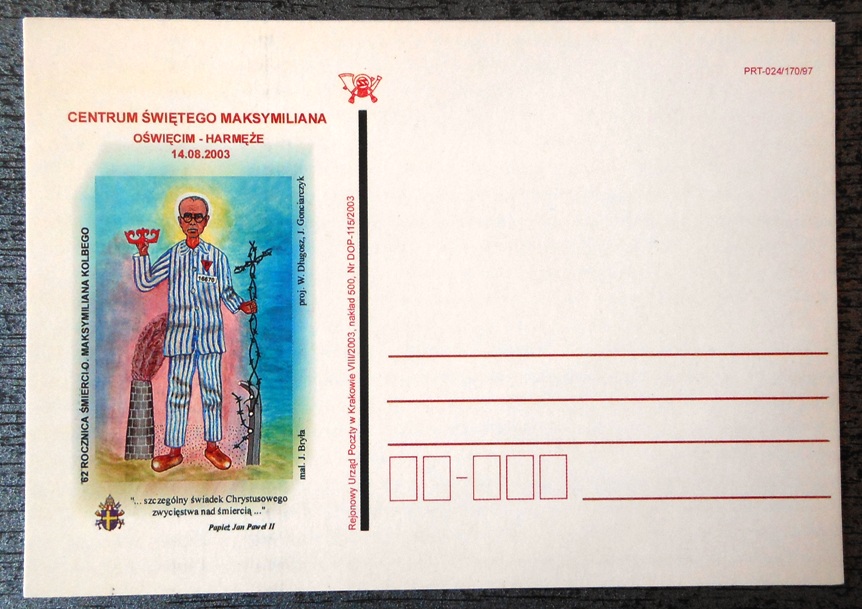 PRT-024/170/97
CENTRUM ŚWIĘTEGO MAKSYMILIANA
OŚWIĘCIM - HARMĘŻE
14.08.2003
62 ROCZNICA ŚMIERCI O. MAKSYMILIANA KOLBEGO
16670
proj. W. Długosz, J. Gonciarczyk
mal. J. Bryła
"... szczególny świadek Chrystusowego
zwycięstwa nad śmiercią ..."
Papież Jan Paweł II
Rejonowy Urząd Poczty w Krakowie VIII/2003, nakład 500, Nr DOP-115/2003